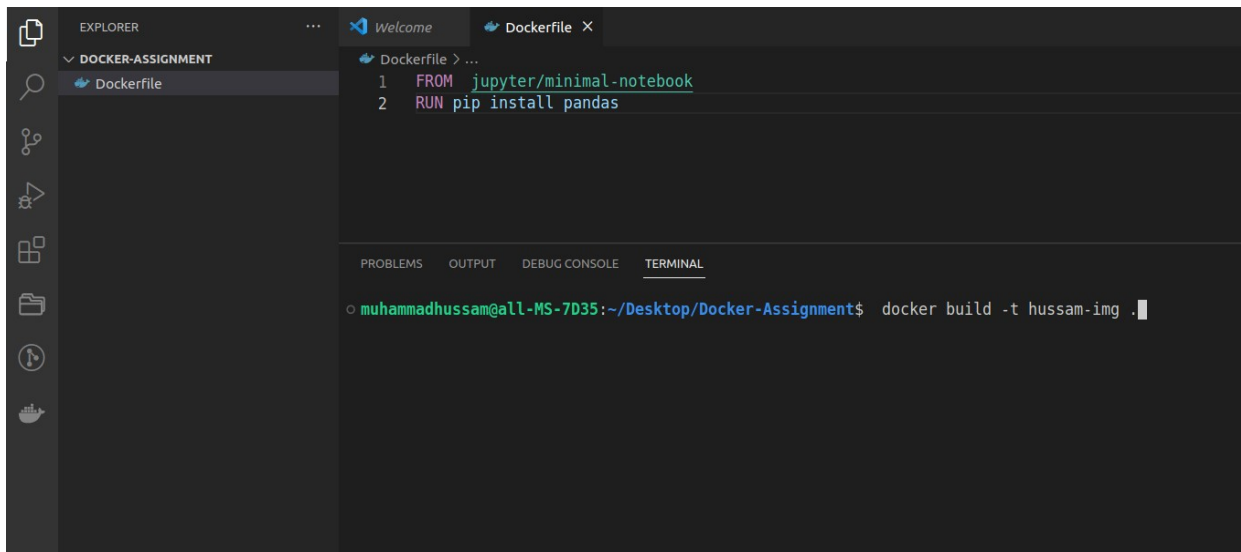 EXPLORER ...
DOCKER-ASSIGNMENT
Dockerfile
Welcome Dockerfile
Dockerfile > ...
1 FROM  jupyter/minimal-notebook
2 RUN pip install pandas
PROBLEMS OUTPUT DEBUG CONSOLE TERMINAL
muhammadhussam@all-MS-7D35:~/Desktop/Docker-Assignment$  docker build -t hussam-img .